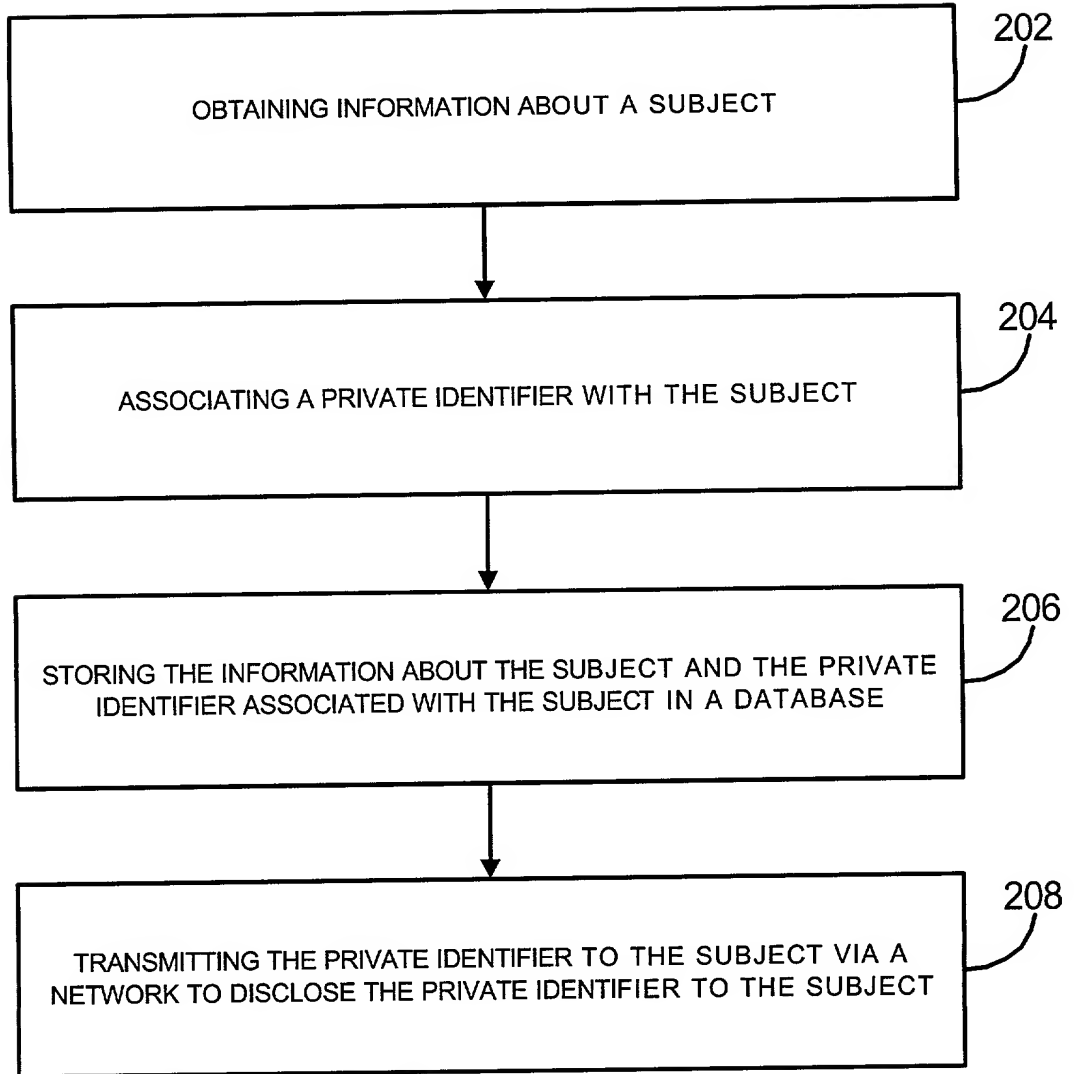 202
OBTAINING INFORMATION ABOUT A SUBJECT
204
ASSOCIATING A PRIVATE IDENTIFIER WITH THE SUBJECT
206
STORING THE INFORMATION ABOUT THE SUBJECT AND THE PRIVATE
IDENTIFIER ASSOCIATED WITH THE SUBJECT IN A DATABASE
208
TRANSMITTING THE PRIVATE IDENTIFIER TO THE SUBJECT VIA A
NETWORK TO DISCLOSE THE PRIVATE IDENTIFIER TO THE SUBJECT